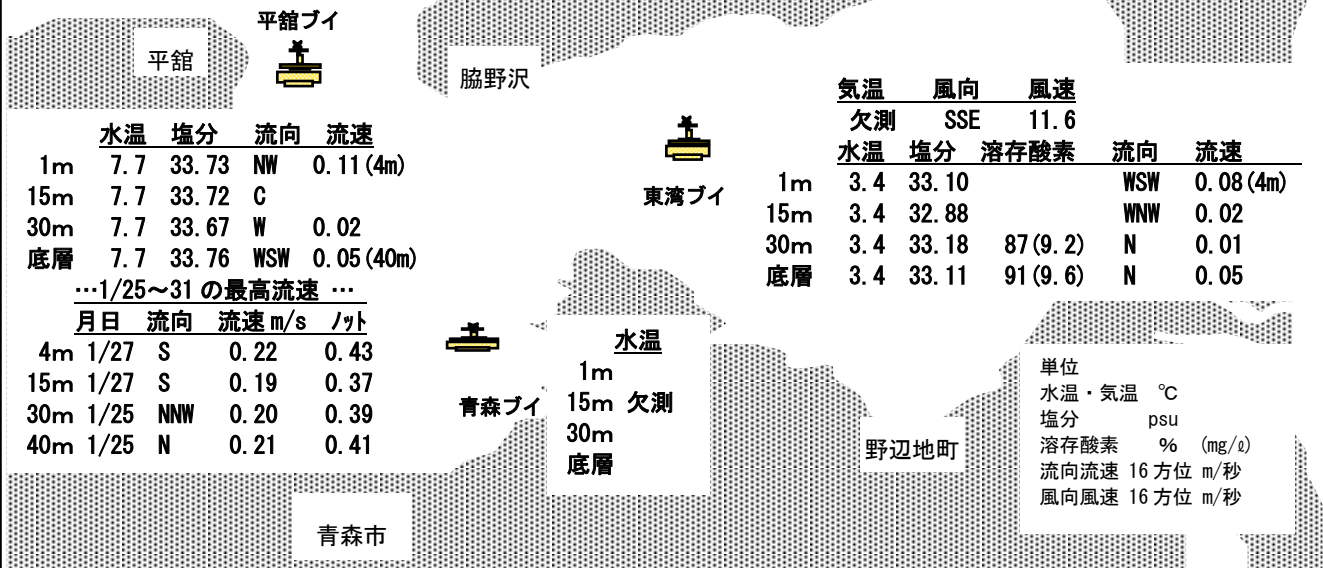 平舘ブイ
平舘
脇野沢
水温 塩分 流向 流速
1m 7.7 33.73 NW 0.11(4m)
15m 7.7 33.72 C
30m 7.7 33.67 W 0.02
底層 7.7 33.76 WSW 0.05(40m)
…1/25～31の最高流速 …
月日 流向 流速m/s ﾉｯﾄ
4m 1/27 S 0.22 0.43
15m 1/27 S 0.19 0.37
30m 1/25 NNW 0.20 0.39
40m 1/25 N 0.21 0.41
気温 風向 風速
欠測 SSE 11.6
水温 塩分 溶存酸素 流向 流速
1m 3.4 33.10 WSW 0.08(4m)
15m 3.4 32.88 WNW 0.02
30m 3.4 33.18 87(9.2) N 0.01
底層 3.4 33.11 91(9.6) N 0.05
東湾ブイ
青森ブイ
水温
1m
15m 欠測
30m
底層
野辺地町
青森市
単位
水温・気温 ℃
塩分 psu
溶存酸素 % (mg/ℓ)
流向流速 16方位 m/秒
風向風速 16方位 m/秒